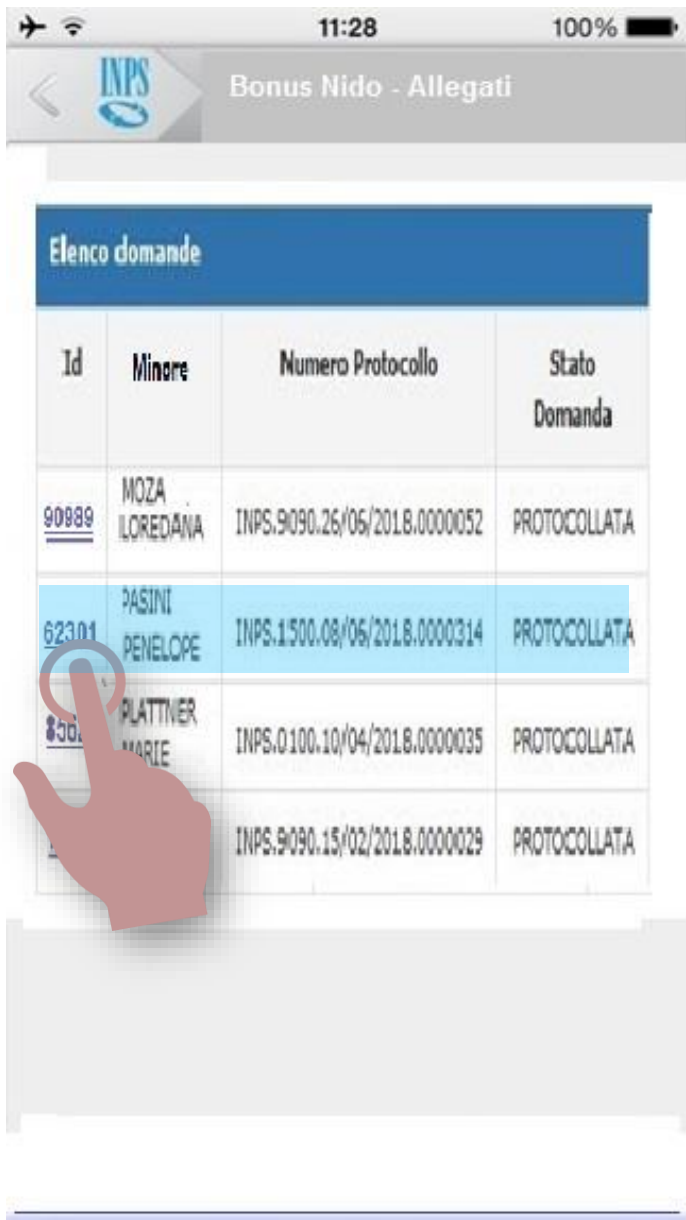 11:28 100%
INPS Bonus Nido - Allegati
Elenco domande
Id Minore Numero Protocollo Stato
Domanda
90989 MOZA LOREDANA INPS.9090.26/06/2018.0000052 PROTOCOLLATA
62301 PASINI PENELOPE INPS.1500.08/06/2018.0000314 PROTOCOLLATA
PLATTNER MARIE INPS.0100.10/04/2018.0000035 PROTOCOLLATA
INPS.9090.15/02/2018.0000029 PROTOCOLLATA